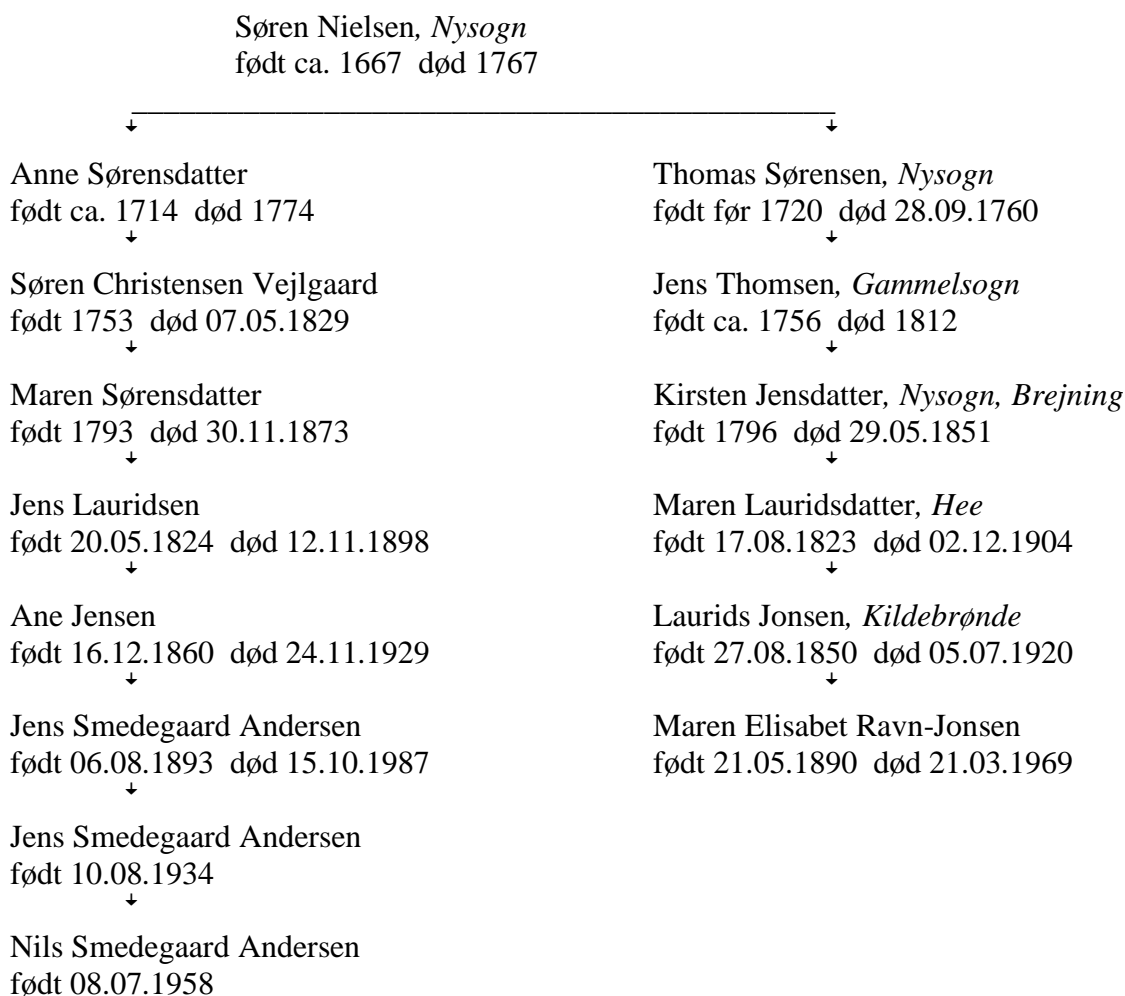 Søren Nielsen, Nysogn
født ca. 1667  død 1767
Anne Sørensdatter
født ca. 1714  død 1774
Søren Christensen Vejlgaard
født 1753  død 07.05.1829
Maren Sørensdatter
født 1793  død 30.11.1873
Jens Lauridsen
født 20.05.1824  død 12.11.1898
Ane Jensen
født 16.12.1860  død 24.11.1929
Jens Smedegaard Andersen
født 06.08.1893  død 15.10.1987
Jens Smedegaard Andersen
født 10.08.1934
Nils Smedegaard Andersen
født 08.07.1958
Thomas Sørensen, Nysogn
født før 1720  død 28.09.1760
Jens Thomsen, Gammelsogn
født ca. 1756  død 1812
Kirsten Jensdatter, Nysogn, Brejning
født 1796  død 29.05.1851
Maren Lauridsdatter, Hee
født 17.08.1823  død 02.12.1904
Laurids Jonsen, Kildebrønde
født 27.08.1850  død 05.07.1920
Maren Elisabet Ravn-Jonsen
født 21.05.1890  død 21.03.1969